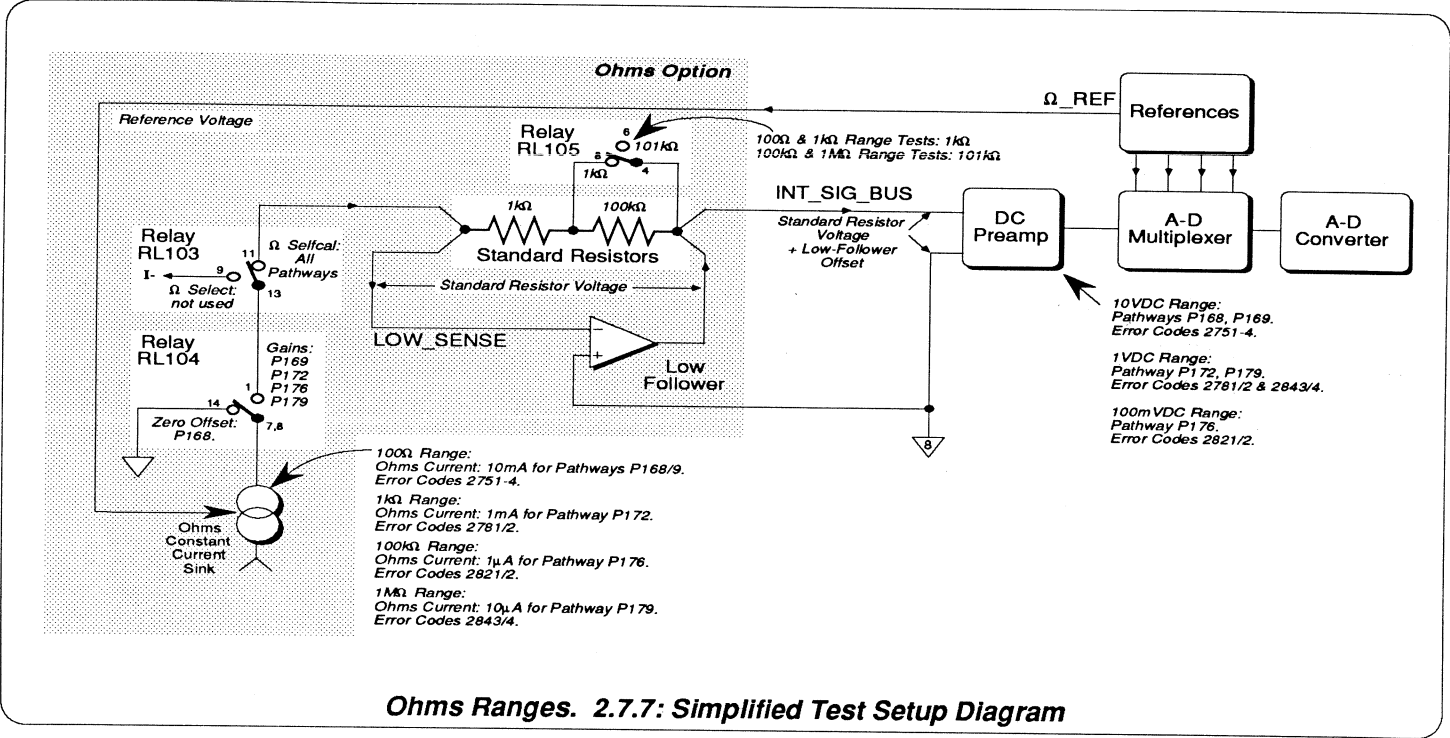 Ohms Option
Reference Voltage
Ω_REF
References
Relay
RL105
6
101kΩ
8
1kΩ
4
100Ω & 1kΩ Range Tests: 1kΩ
100kΩ & 1MΩ Range Tests: 101kΩ
1kΩ
100kΩ
Standard Resistors
INT_SIG_BUS
Standard Resistor
Voltage
+ Low-Follower
Offset
DC
Preamp
A-D
Multiplexer
A-D
Converter
Relay
RL103
11
Ω Selfcal:
All
Pathways
I-
9
Ω Select:
not used
13
Standard Resistor Voltage
LOW_SENSE
−
+
Low
Follower
8
Relay
RL104
Gains:
P169
P172
P176
P179
1
14
Zero Offset:
P168.
7,8
10VDC Range:
Pathways P168, P169.
Error Codes 2751-4.
1VDC Range:
Pathway P172, P179.
Error Codes 2781/2 & 2843/4.
100mVDC Range:
Pathway P176.
Error Codes 2821/2.
100Ω Range:
Ohms Current: 10mA for Pathways P168/9.
Error Codes 2751-4.
1kΩ Range:
Ohms Current: 1mA for Pathway P172.
Error Codes 2781/2.
100kΩ Range:
Ohms Current: 1µA for Pathway P176.
Error Codes 2821/2.
1MΩ Range:
Ohms Current: 10µA for Pathway P179.
Error Codes 2843/4.
Ohms
Constant
Current
Sink
Ohms Ranges. 2.7.7: Simplified Test Setup Diagram